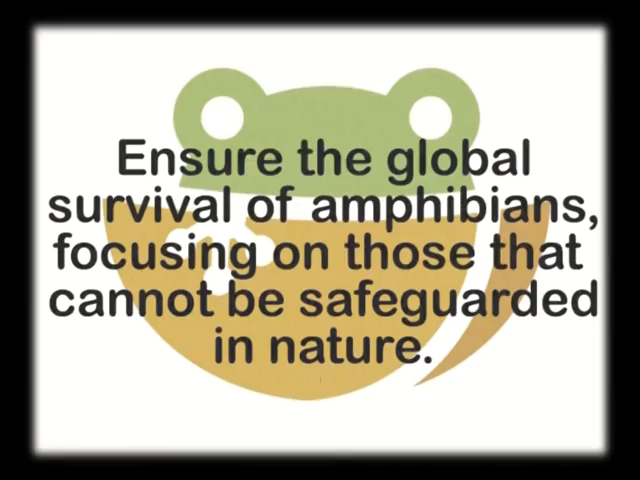 Ensure the global
survival of amphibians,
focusing on those that
cannot be safeguarded
in nature.